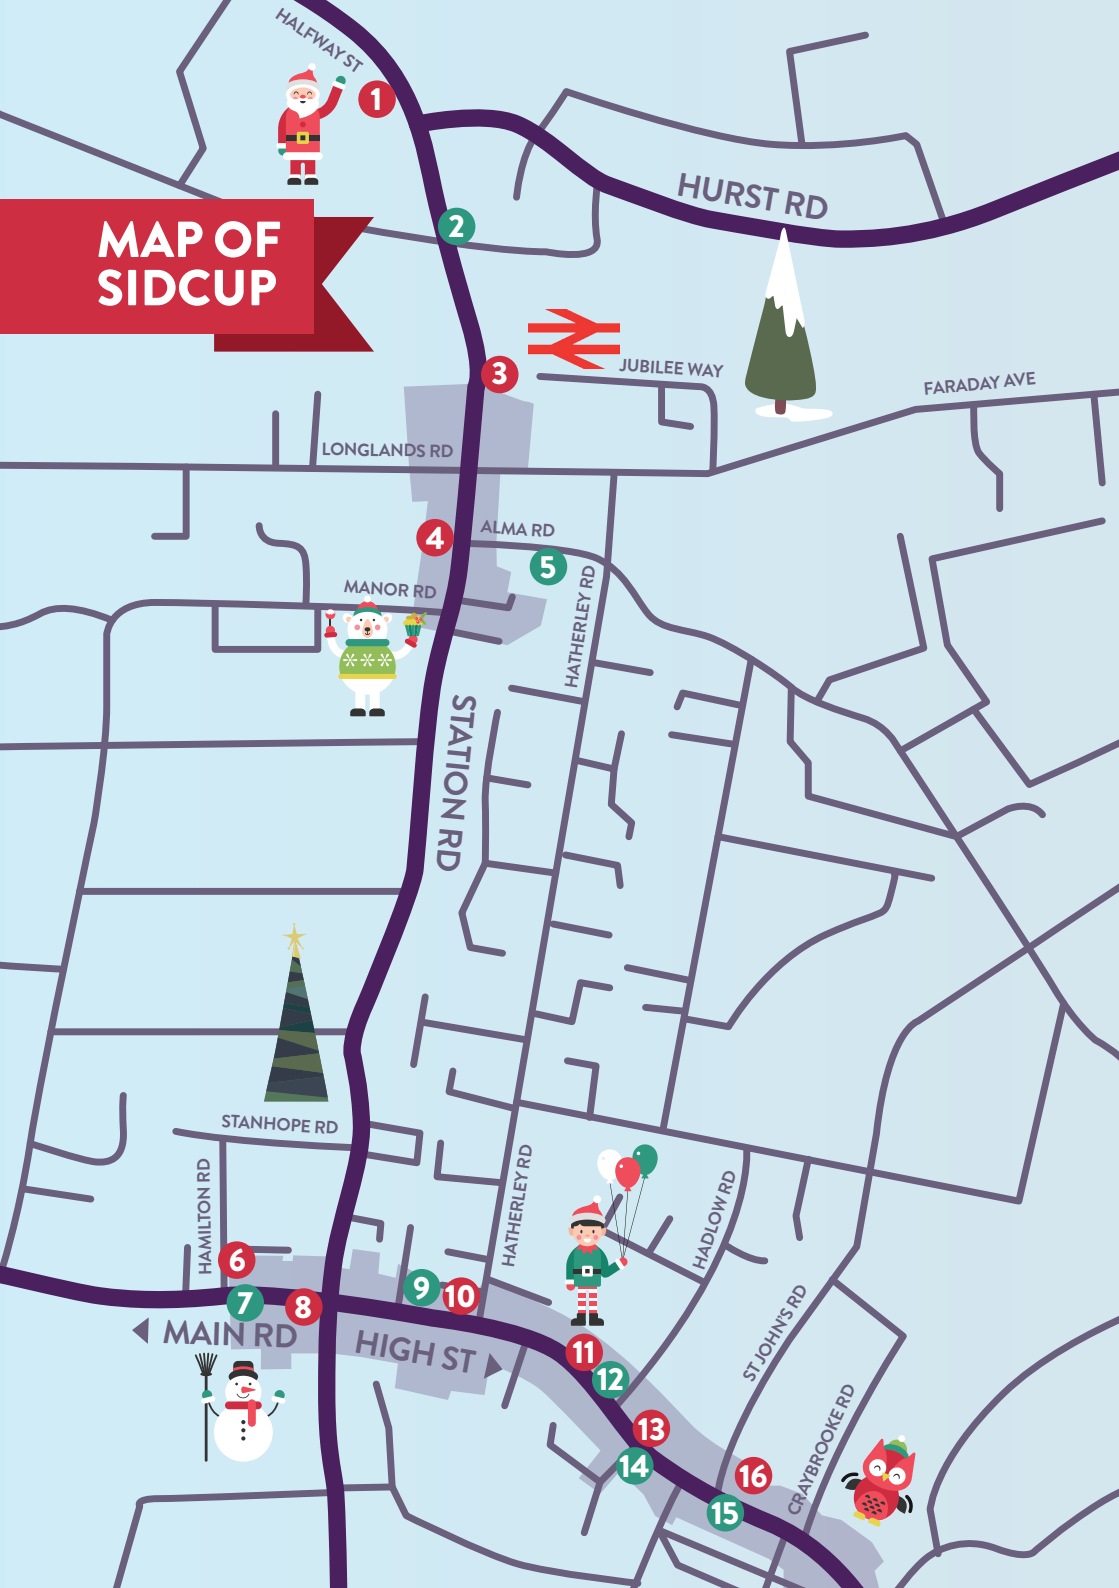 HALFWAY ST
1
HURST RD
2
MAP OF
SIDCUP
3
JUBILEE WAY
FARADAY AVE
LONGLANDS RD
4
ALMA RD
5
HATHERLEY RD
MANOR RD
STATION RD
STANHOPE RD
HAMILTON RD
HATHERLEY RD
HADLOW RD
6
7
8
9
10
MAIN RD
HIGH ST
11
12
ST JOHN'S RD
13
14
CRAYBROOKE RD
16
15